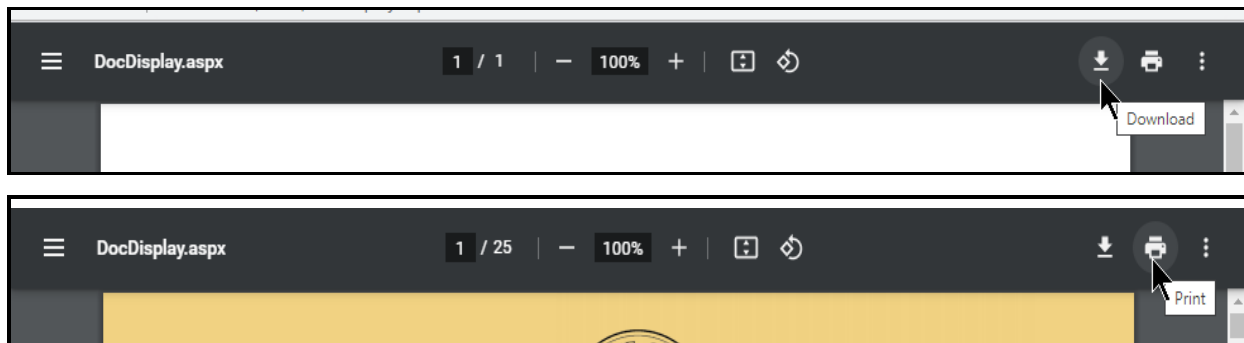 DocDisplay.aspx 1 / 1 100%
Download
DocDisplay.aspx 1 / 25 100%
Print